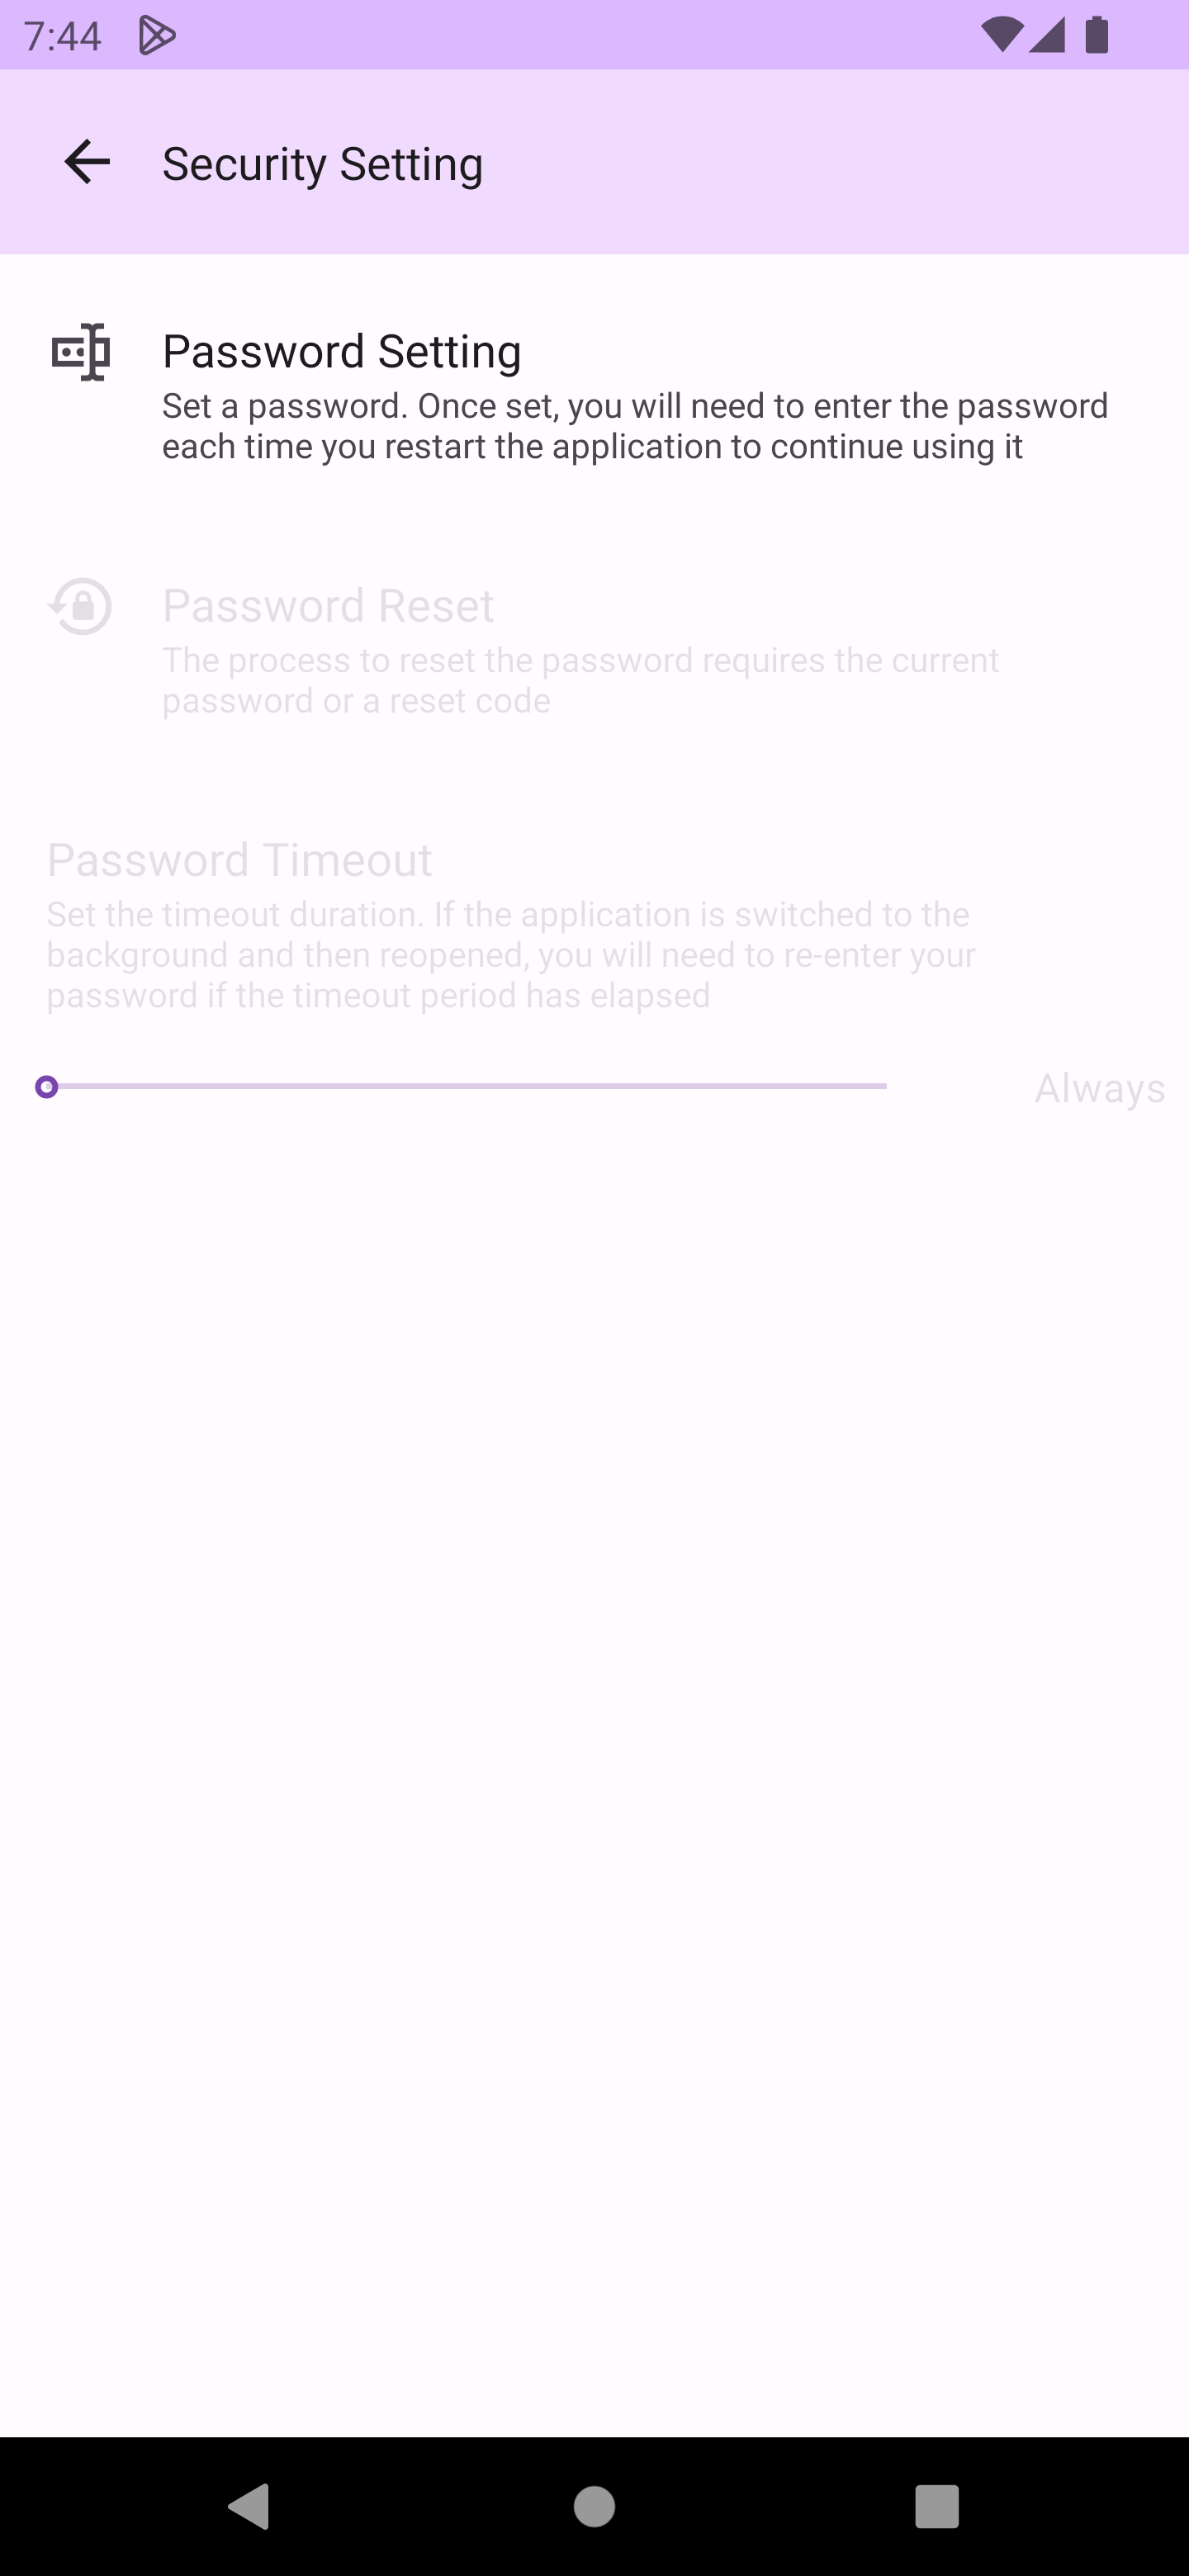 7:44
Security Setting
Password Setting
Set a password. Once set, you will need to enter the password
each time you restart the application to continue using it
Password Reset
The process to reset the password requires the current
password or a reset code
Password Timeout
Set the timeout duration. If the application is switched to the
background and then reopened, you will need to re-enter your
password if the timeout period has elapsed
Always